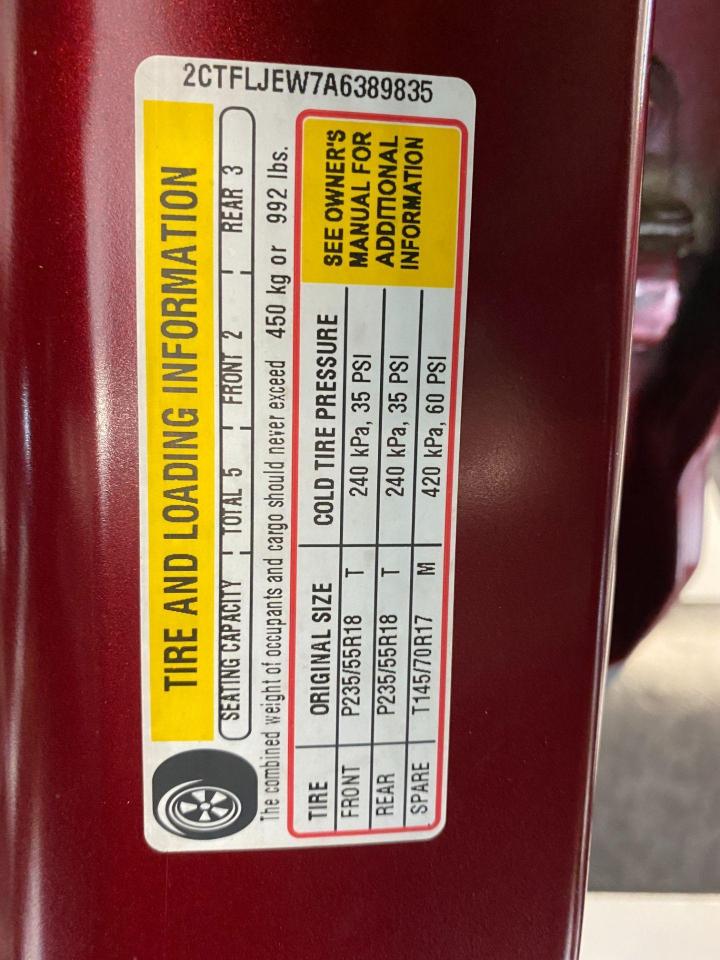 2CTFLJEW7A6389835
TIRE AND LOADING INFORMATION
SEATING CAPACITY TOTAL 5 FRONT 2 REAR 3
The combined weight of occupants and cargo should never exceed 450 kg or 992 lbs.
TIRE ORIGINAL SIZE COLD TIRE PRESSURE
FRONT P235/55R18 T 240 kPa, 35 PSI
REAR P235/55R18 T 240 kPa, 35 PSI
SPARE T145/70R17 M 420 kPa, 60 PSI
SEE OWNER'S
MANUAL FOR
ADDITIONAL
INFORMATION